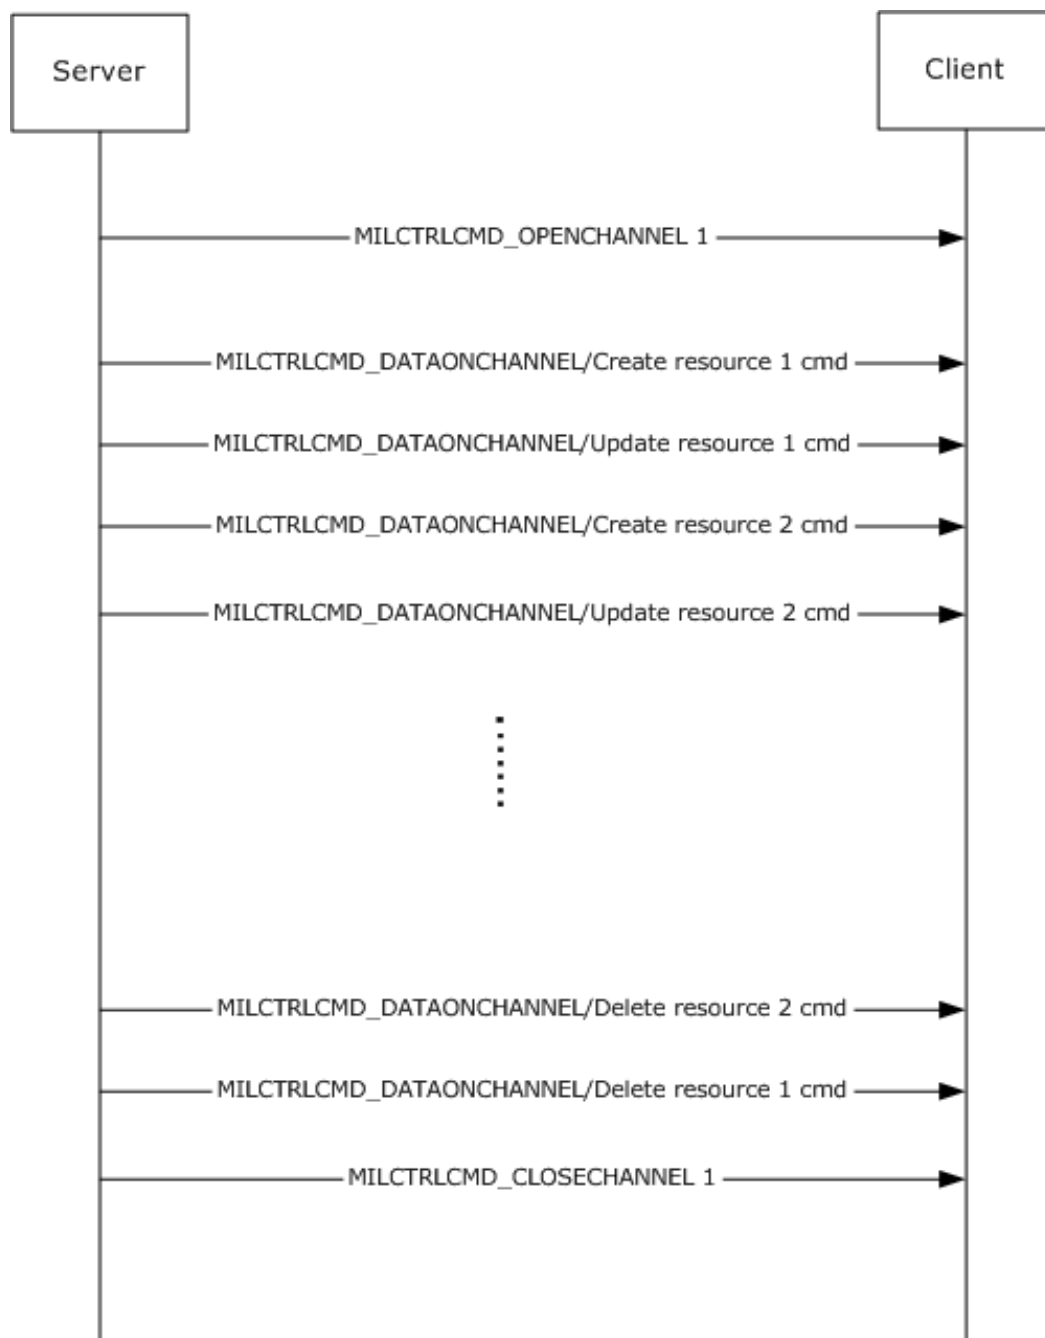 Server
Client
MILCTRLCMD_OPENCHANNEL 1
MILCTRLCMD_DATAONCHANNEL/Create resource 1 cmd
MILCTRLCMD_DATAONCHANNEL/Update resource 1 cmd
MILCTRLCMD_DATAONCHANNEL/Create resource 2 cmd
MILCTRLCMD_DATAONCHANNEL/Update resource 2 cmd
MILCTRLCMD_DATAONCHANNEL/Delete resource 2 cmd
MILCTRLCMD_DATAONCHANNEL/Delete resource 1 cmd
MILCTRLCMD_CLOSECHANNEL 1